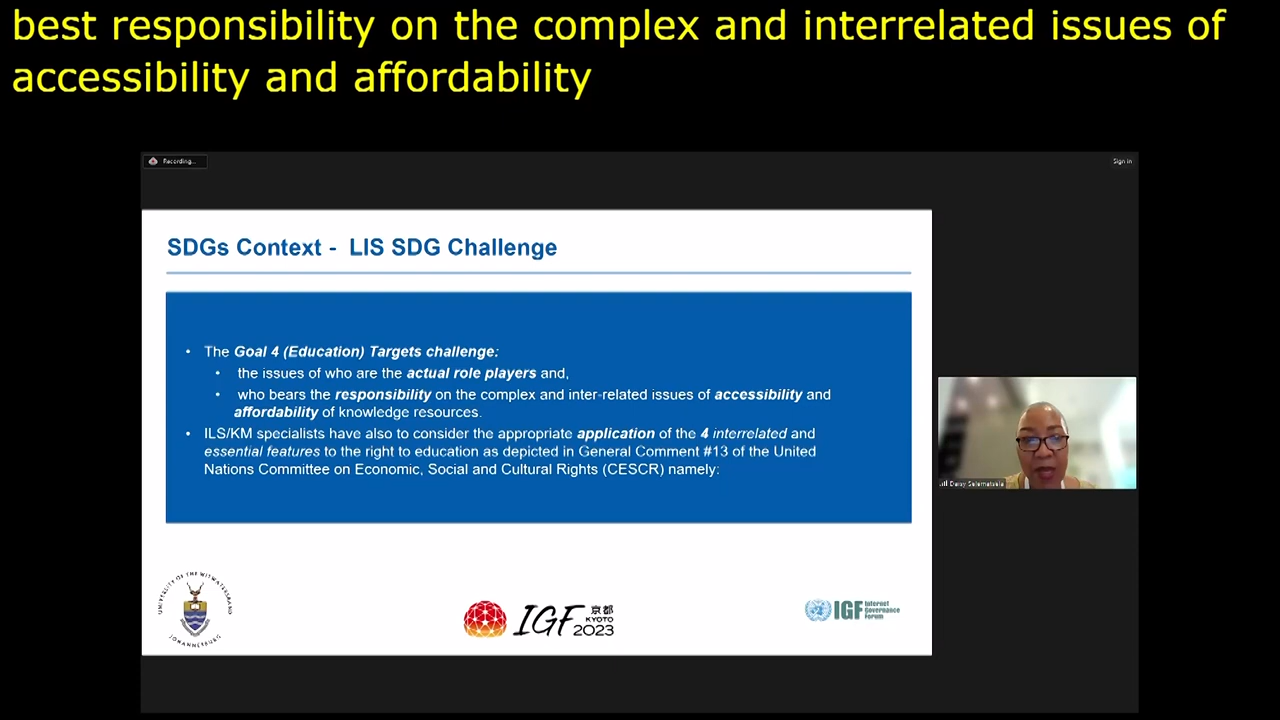 best responsibility on the complex and interrelated issues of
accessibility and affordability
Recording...
Sign in
SDGs Context - LIS SDG Challenge
• The Goal 4 (Education) Targets challenge:
• the issues of who are the actual role players and,
• who bears the responsibility on the complex and inter-related issues of accessibility and
affordability of knowledge resources.
• ILS/KM specialists have also to consider the appropriate application of the 4 interrelated and
essential features to the right to education as depicted in General Comment #13 of the United
Nations Committee on Economic, Social and Cultural Rights (CESCR) namely:
Daisy Selematsela
UNIVERSITY OF THE WITWATERSRAND
JOHANNESBURG
IGF 京都
KYOTO
2023
IGF Internet
Governance
Forum